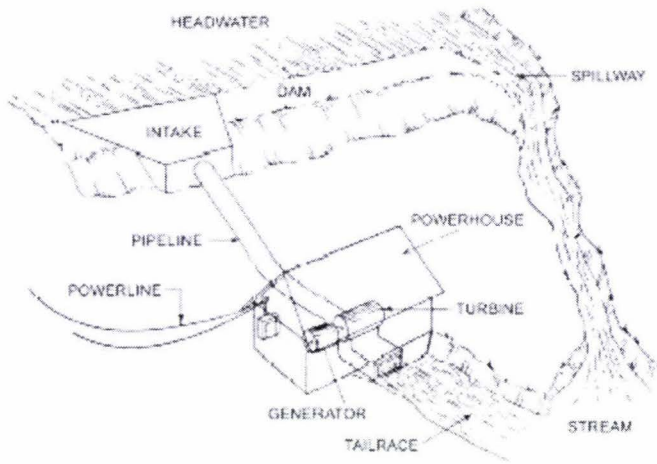 HEADWATER
SPILLWAY
DAM
INTAKE
POWERHOUSE
PIPELINE
POWERLINE
TURBINE
GENERATOR
TAILRACE
STREAM